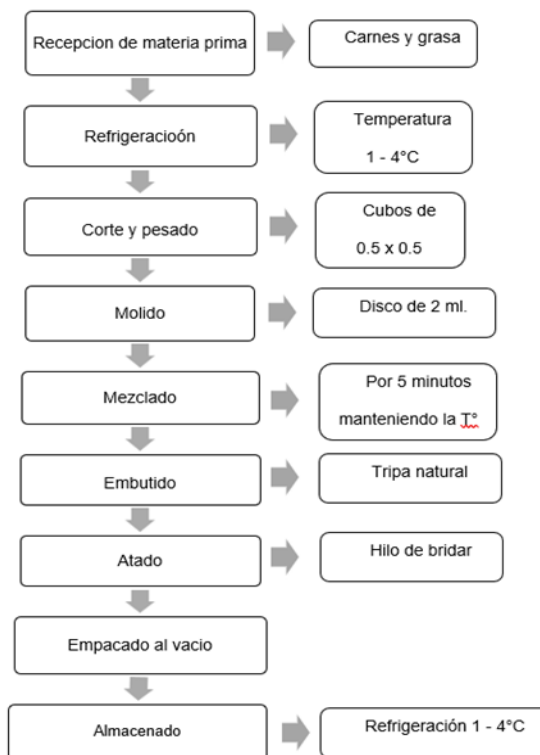 Recepcion de materia prima
Carnes y grasa
Refrigeracioón
Temperatura
1 - 4°C
Corte y pesado
Cubos de
0.5 x 0.5
Molido
Disco de 2 ml.
Mezclado
Por 5 minutos
manteniendo la T°
Embutido
Tripa natural
Atado
Hilo de bridar
Empacado al vacio
Almacenado
Refrigeración 1 - 4°C